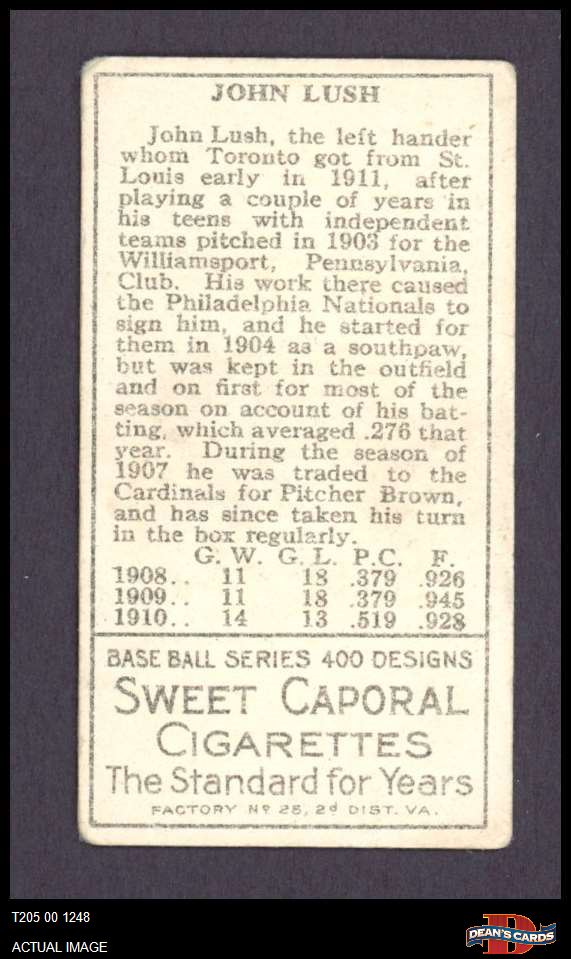 JOHN LUSH
John Lush, the left hander
whom Toronto got from St.
Louis early in 1911, after
playing a couple of years in
his teens with independent
teams pitched in 1903 for the
Williamsport, Pennsylvania,
Club. His work there caused
the Philadelphia Nationals to
sign him, and he started for
them in 1904 as a southpaw,
but was kept in the outfield
and on first for most of the
season on account of his bat-
ting, which averaged .276 that
year. During the season of
1907 he was traded to the
Cardinals for Pitcher Brown,
and has since taken his turn
in the box regularly.
G. W. G. L. P.C. F.
1908.. 11 18 .379 .926
1909.. 11 18 .379 .945
1910.. 14 13 .519 .928
BASE BALL SERIES 400 DESIGNS
SWEET CAPORAL
CIGARETTES
The Standard for Years
FACTORY Nº 25, 2d DIST. VA.
T205 00 1248
ACTUAL IMAGE
DEAN'S CARDS